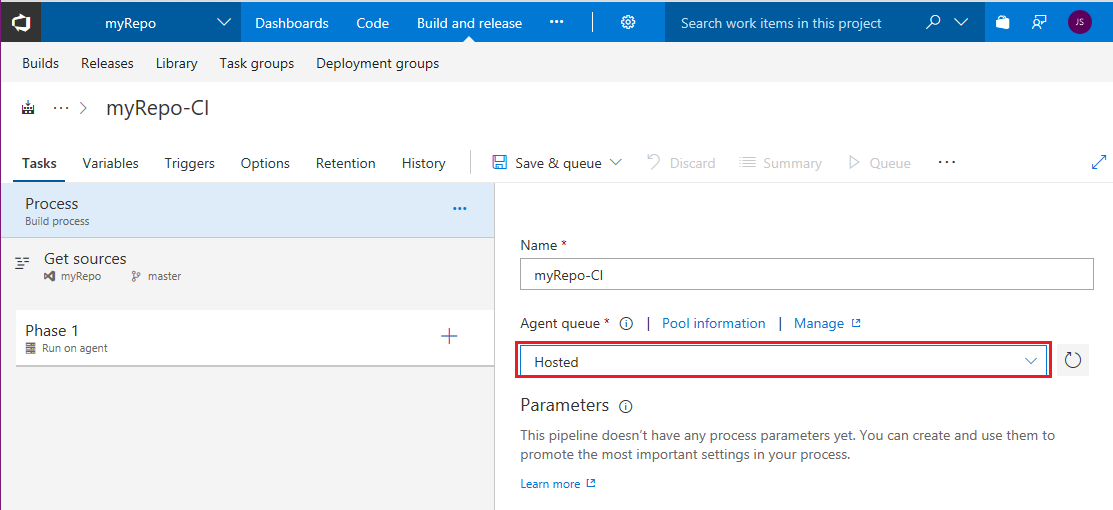 myRepo Dashboards Code Build and release ... Search work items in this project JS
Builds Releases Library Task groups Deployment groups
... > myRepo-CI
Tasks Variables Triggers Options Retention History Save & queue Discard Summary Queue ...
Process ...
Build process
Get sources
myRepo master
Phase 1
Run on agent
Name *
myRepo-CI
Agent queue * | Pool information | Manage
Hosted
Parameters
This pipeline doesn't have any process parameters yet. You can create and use them to
promote the most important settings in your process.
Learn more